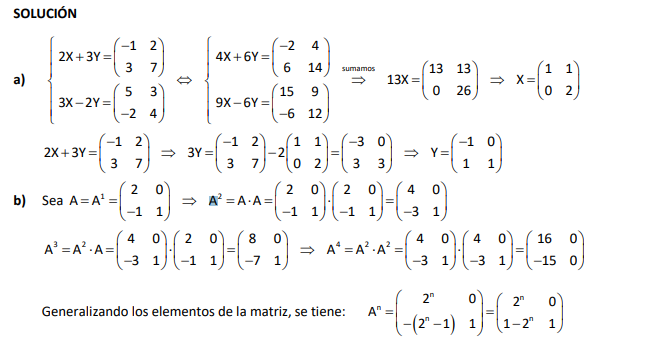 SOLUCIÓN
a) { 2X+3Y=(−1 2; 3 7) 3X−2Y=(5 3; −2 4) ⇔ { 4X+6Y=(−2 4; 6 14) 9X−6Y=(15 9; −6 12) sumamos ⇒ 13X=(13 13; 0 26) ⇒ X=(1 1; 0 2)
2X+3Y=(−1 2; 3 7) ⇒ 3Y=(−1 2; 3 7)−2(1 1; 0 2)=(−3 0; 3 3) ⇒ Y=(−1 0; 1 1)
b) Sea A=A¹=(2 0; −1 1) ⇒ A²=A·A=(2 0; −1 1)·(2 0; −1 1)=(4 0; −3 1)
A³=A²·A=(4 0; −3 1)·(2 0; −1 1)=(8 0; −7 1) ⇒ A⁴=A²·A²=(4 0; −3 1)·(4 0; −3 1)=(16 0; −15 0)
Generalizando los elementos de la matriz, se tiene: Aⁿ=(2ⁿ 0; −(2ⁿ−1) 1)=(2ⁿ 0; 1−2ⁿ 1)